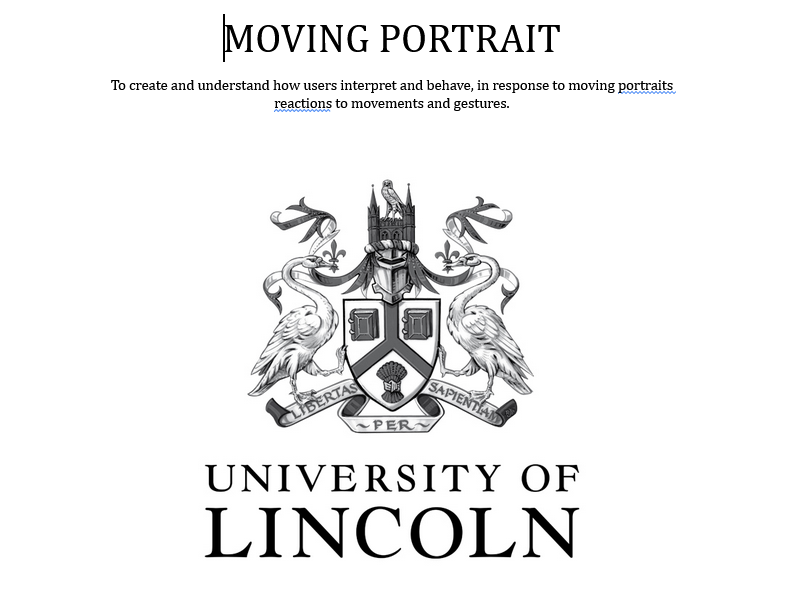 MOVING PORTRAIT
To create and understand how users interpret and behave, in response to moving portraits
reactions to movements and gestures.
LIBERTAS PER SAPIENTIAM
UNIVERSITY OF
LINCOLN